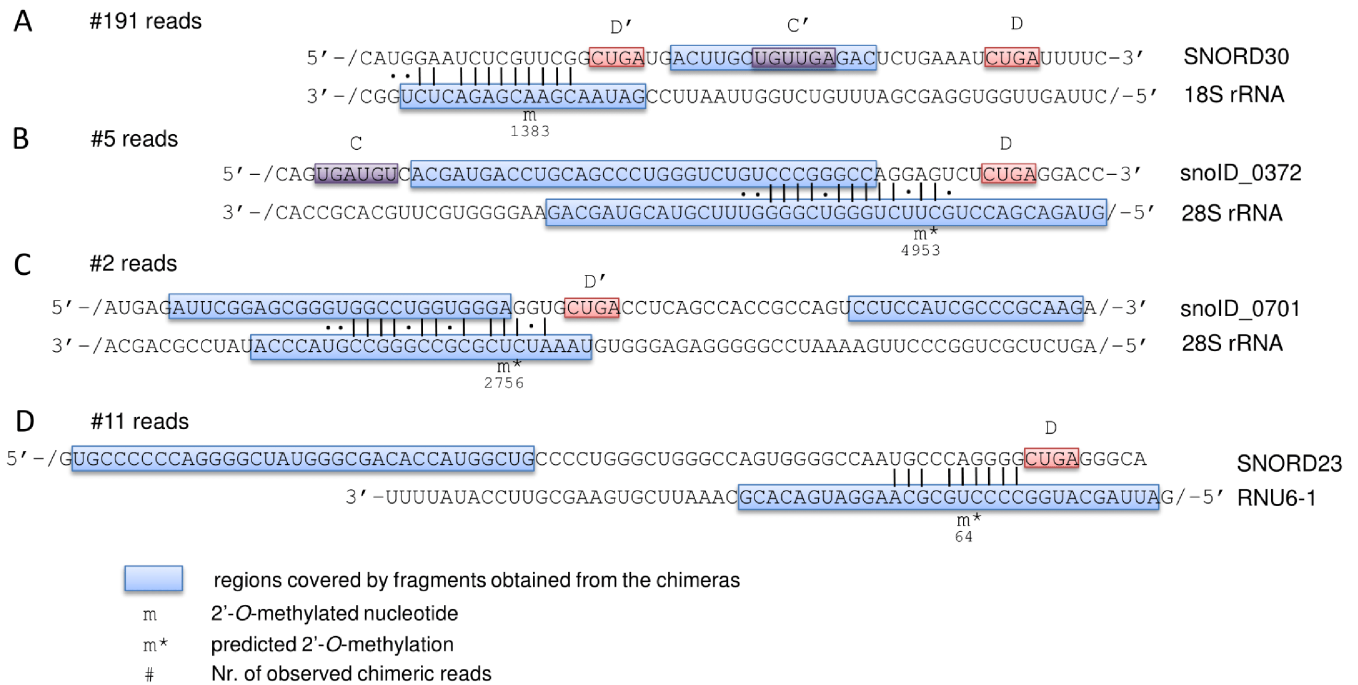 A #191 reads
D′ C′ D
5′-/CAUGGAAUCUCGUUCGGCUGAUGACUUGCUGUUGAGACUCUGAAAUCUGAUUUUC-3′ SNORD30
3′-/CGGUCUCAGAGCAAGCAAUAGCCUUAAUUGGUCUGUUUAGCGAGGUGGUUGAUUC/-5′ 18S rRNA
m
1383
B #5 reads
C D
5′-/CAGUGAUGUCACGAUGACCUGCAGCCCUGGGUCUGUCCCGGGCCAGGAGUCUCUGAGGACC-3′ snoID_0372
3′-/CACCGCACGUUCGUGGGGAAGACGAUGCAUGCUUUGGGGCUGGGUCUUCGUCCAGCAGAUG/-5′ 28S rRNA
m*
4953
C #2 reads
D′
5′-/AUGAGAUUCGGAGCGGGUGGCCUGGUGGGAGGUGCUGACCUCAGCCACCGCCAGUCCUCCAUCGCCCGCAAGA/-3′ snoID_0701
3′-/ACGACGCCUAUACCCAUGCCGGGCCGCGCUCUAAAUGUGGGAGAGGGGGCCUAAAAGUUCCCGGUCGCUCUGA/-5′ 28S rRNA
m*
2756
D #11 reads
D
5′-/GUGCCCCCCAGGGGCUAUGGGCGACACCAUGGCUGCCCCUGGGCUGGGCCAGUGGGGCCAAUGCCCAGGGGCUGAGGGCA SNORD23
3′-UUUUAUACCUUGCGAAGUGCUUAAACGCACAGUAGGAACGCGUCCCCGGUACGAUUAG/-5′ RNU6-1
m*
64
regions covered by fragments obtained from the chimeras
m 2′-O-methylated nucleotide
m* predicted 2′-O-methylation
# Nr. of observed chimeric reads